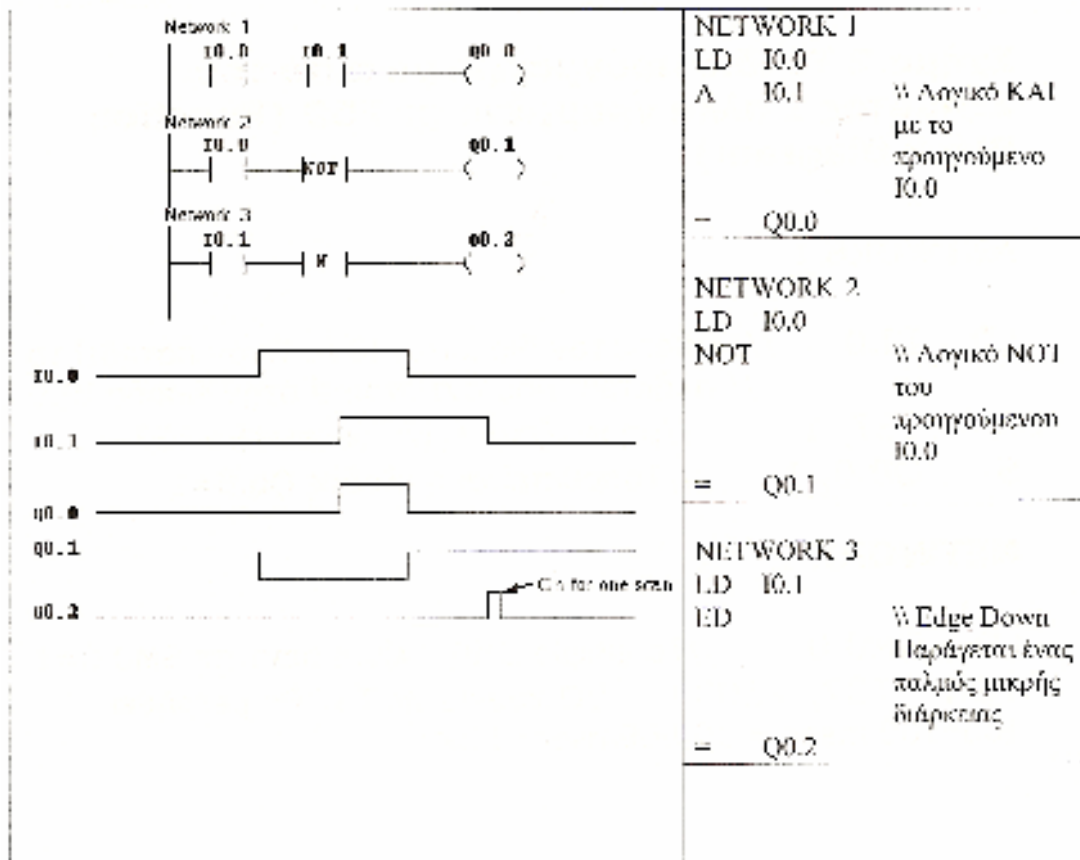 Network 1
I0.0 I0.1 Q0.0
Network 2
I0.0 NOT Q0.1
Network 3
I0.1 N Q0.2
I0.0
I0.1
Q0.0
Q0.1
On for one scan
Q0.2
NETWORK 1
LD I0.0
A I0.1 \\ Λογικό ΚΑΙ
με το
προηγούμενο
I0.0
= Q0.0
NETWORK 2
LD I0.0
NOT \\ Λογικό NOT
του
προηγούμενου
I0.0
= Q0.1
NETWORK 3
LD I0.1
ED \\ Edge Down
Παράγεται ένας
παλμός μικρής
διάρκειας
= Q0.2